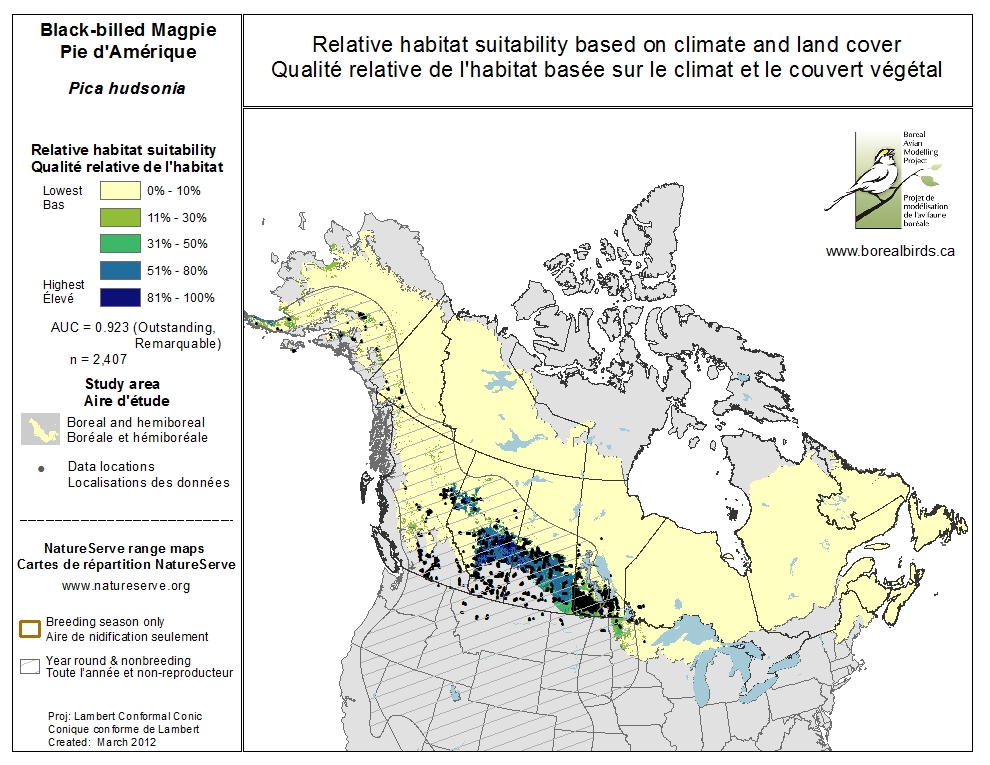 Black-billed Magpie
Pie d'Amérique
Pica hudsonia
Relative habitat suitability based on climate and land cover
Qualité relative de l'habitat basée sur le climat et le couvert végétal
Relative habitat suitability
Qualité relative de l'habitat
Lowest
Bas
0% - 10%
11% - 30%
31% - 50%
51% - 80%
Highest
Élevé
81% - 100%
AUC = 0.923 (Outstanding,
Remarquable)
n = 2,407
Study area
Aire d'étude
Boreal and hemiboreal
Boréale et hémiboréale
Data locations
Localisations des données
NatureServe range maps
Cartes de répartition NatureServe
www.natureserve.org
Breeding season only
Aire de nidification seulement
Year round & nonbreeding
Toute l'année et non-reproducteur
Proj: Lambert Conformal Conic
Conique conforme de Lambert
Created: March 2012
Boreal
Avian
Modelling
Project
Projet de
modélisation
de l'avifaune
boréale
www.borealbirds.ca